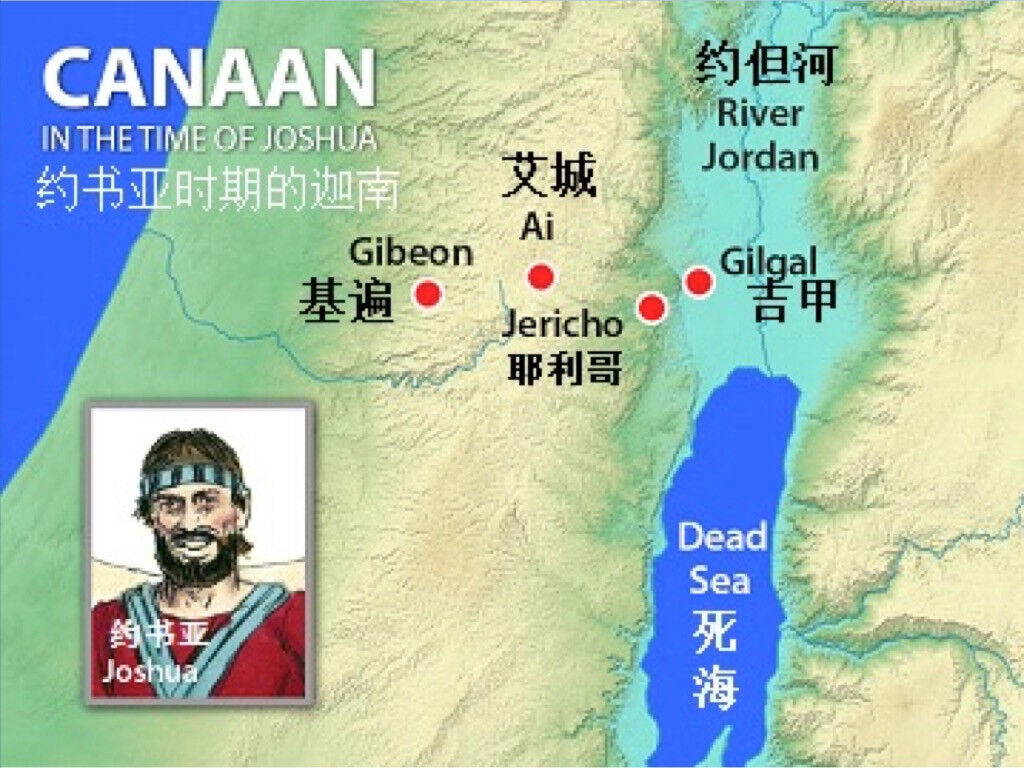 CANAAN
IN THE TIME OF JOSHUA
约书亚时期的迦南
约但河
River
Jordan
艾城
Ai
Gibeon
基遍
Gilgal
吉甲
Jericho
耶利哥
Dead
Sea
死
海
约书亚
Joshua